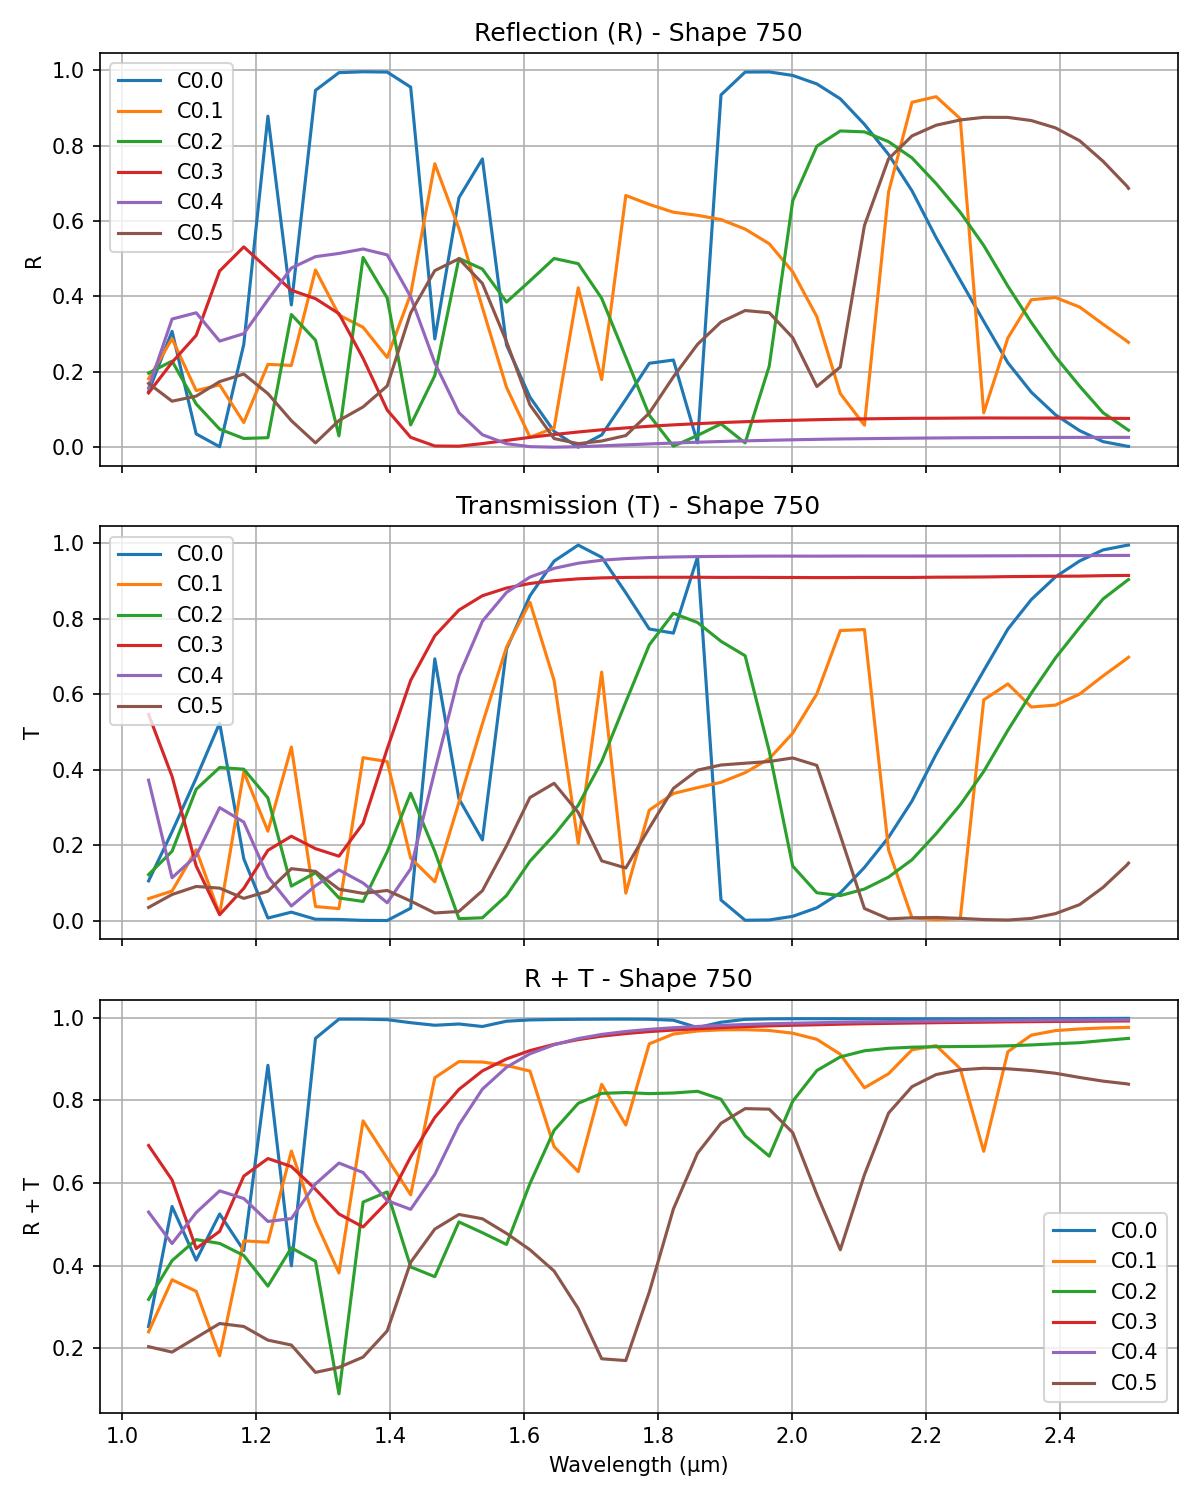 Reflection (R) - Shape 750
1.0
0.8
0.6
0.4
0.2
0.0
R
C0.0
C0.1
C0.2
C0.3
C0.4
C0.5
Transmission (T) - Shape 750
1.0
0.8
0.6
0.4
0.2
0.0
T
C0.0
C0.1
C0.2
C0.3
C0.4
C0.5
R + T - Shape 750
1.0
0.8
0.6
0.4
0.2
R + T
C0.0
C0.1
C0.2
C0.3
C0.4
C0.5
1.0 1.2 1.4 1.6 1.8 2.0 2.2 2.4
Wavelength (μm)